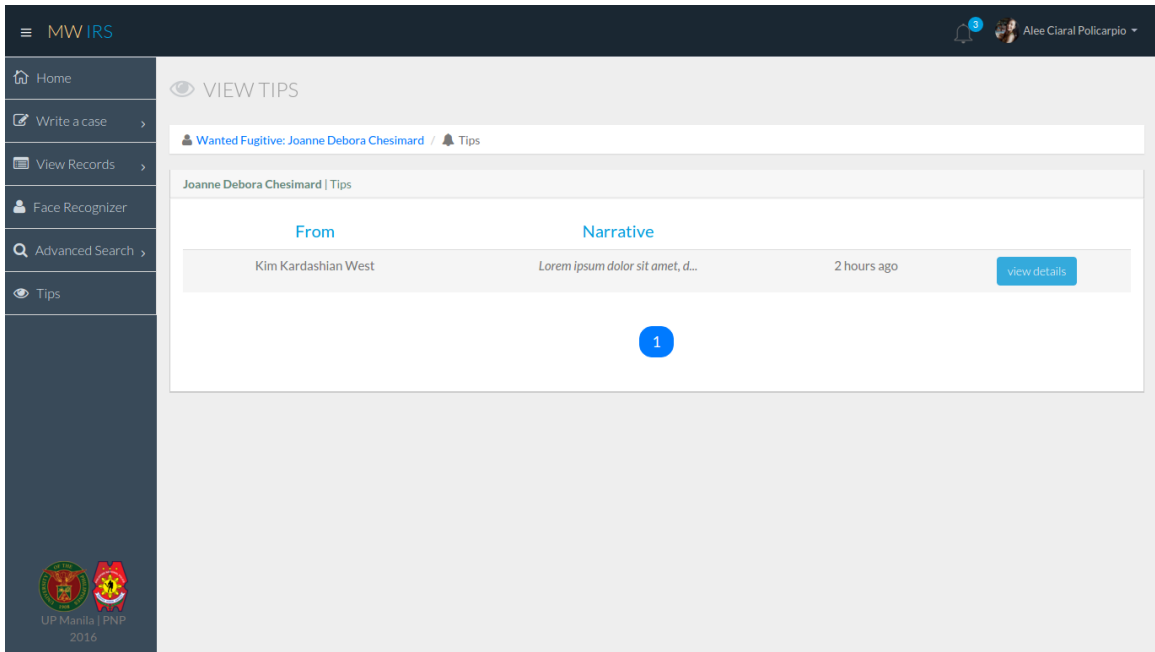 MWIRS
3
Alee Ciaral Policarpio
Home
Write a case
View Records
Face Recognizer
Advanced Search
Tips
VIEW TIPS
Wanted Fugitive: Joanne Debora Chesimard / Tips
Joanne Debora Chesimard | Tips
From Narrative
Kim Kardashian West Lorem ipsum dolor sit amet, d... 2 hours ago view details
1
UP Manila | PNP
2016